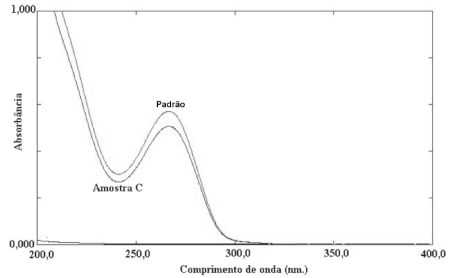 1,000
Absorbância
Padrão
Amostra C
0,000
200,0 250,0 300,0 350,0 400,0
Comprimento de onda (nm.)